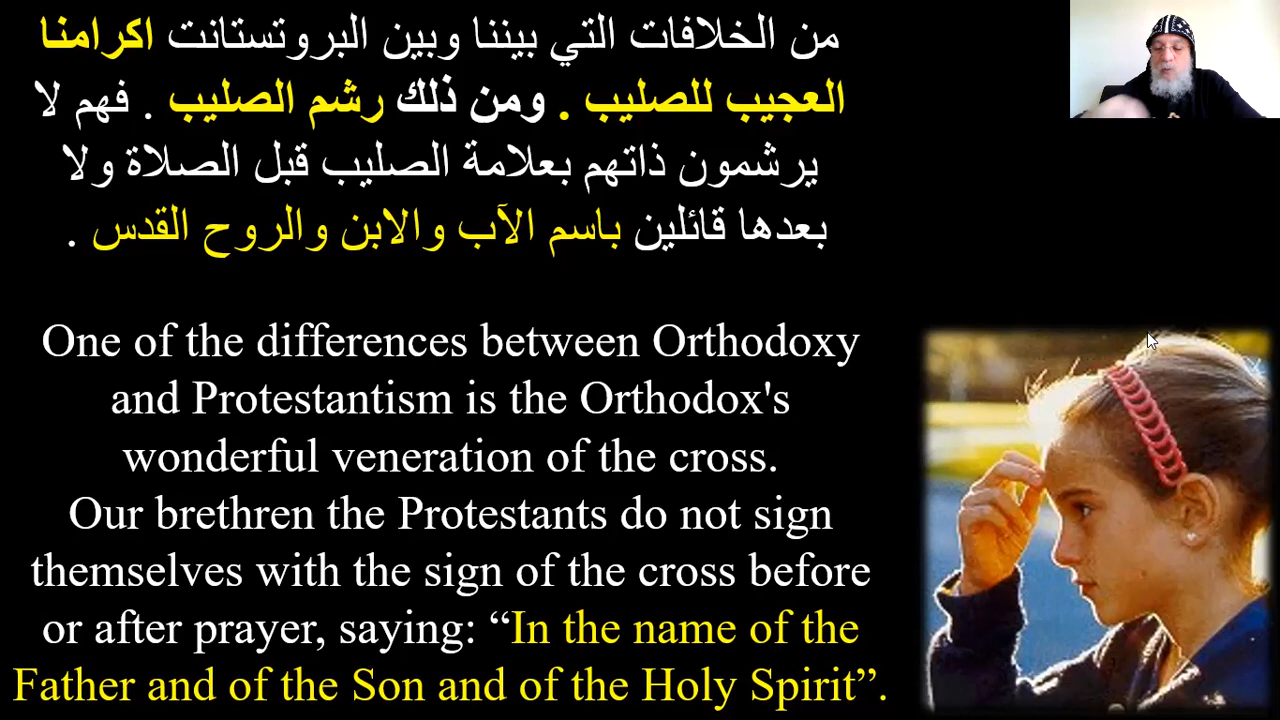 من الخلافات التي بيننا وبين البروتستانت اكرامنا
العجيب للصليب . ومن ذلك رشم الصليب . فهم لا
يرشمون ذاتهم بعلامة الصليب قبل الصلاة ولا
بعدها قائلين باسم الآب والابن والروح القدس .
One of the differences between Orthodoxy
and Protestantism is the Orthodox's
wonderful veneration of the cross.
Our brethren the Protestants do not sign
themselves with the sign of the cross before
or after prayer, saying: “In the name of the
Father and of the Son and of the Holy Spirit”.